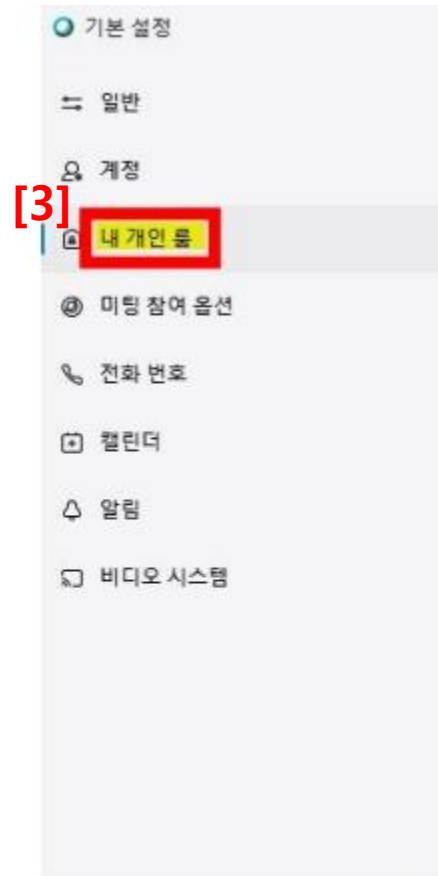 기본 설정
일반
계정
[3]
내 개인 룸
미팅 참여 옵션
전화 번호
캘린더
알림
비디오 시스템